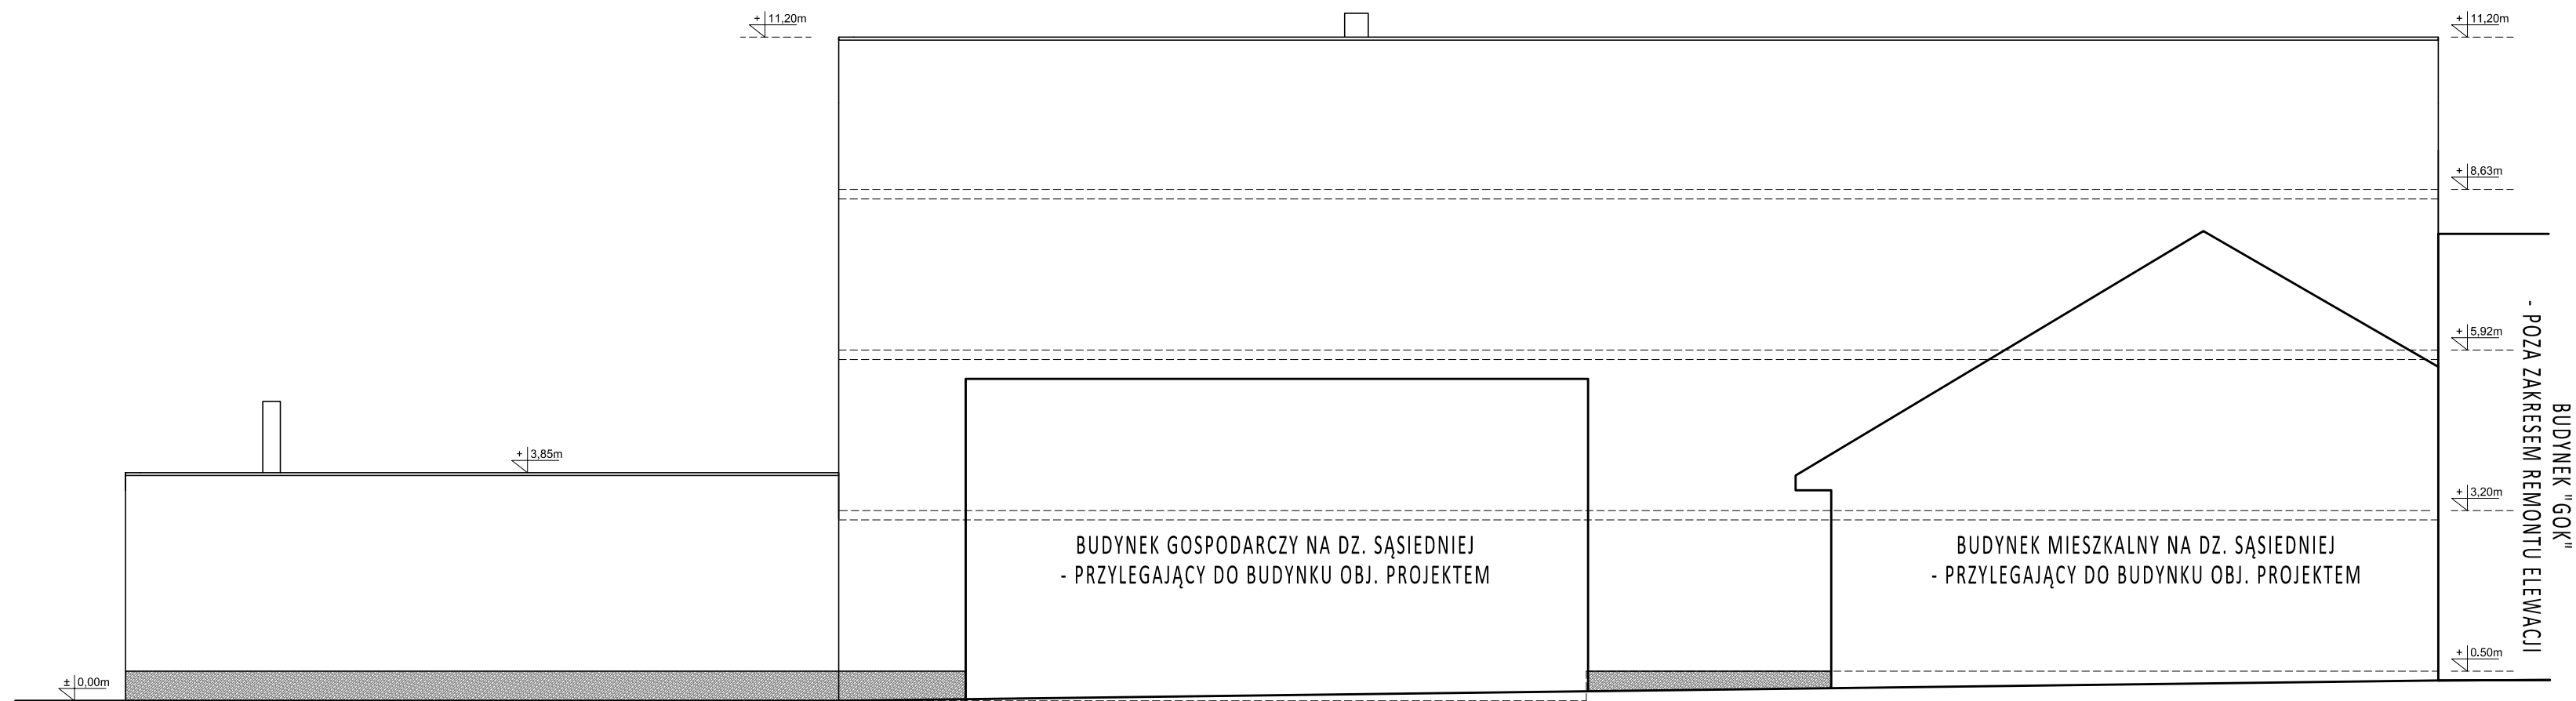 + 11,20m
+ 11,20m
+ 8,63m
+ 5,92m
+ 3,85m
+ 3,20m
+ 0.50m
± 0,00m
BUDYNEK GOSPODARCZY NA DZ. SĄSIEDNIEJ
- PRZYLEGAJĄCY DO BUDYNKU OBJ. PROJEKTEM
BUDYNEK MIESZKALNY NA DZ. SĄSIEDNIEJ
- PRZYLEGAJĄCY DO BUDYNKU OBJ. PROJEKTEM
BUDYNEK "GOK"
- POZA ZAKRESEM REMONTU ELEWACJI